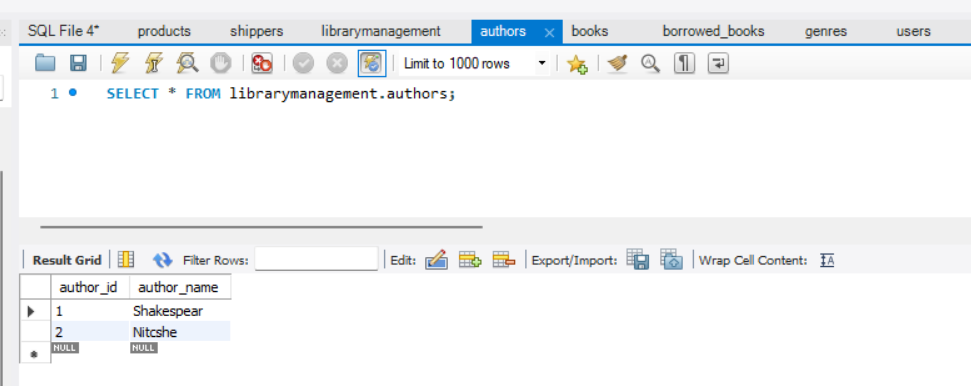 SQL File 4* products shippers librarymanagement authors books borrowed_books genres users
Limit to 1000 rows
1 SELECT * FROM librarymanagement.authors;
Result Grid Filter Rows: Edit: Export/Import: Wrap Cell Content:
author_id author_name
1 Shakespear
2 Nitcshe
NULL NULL